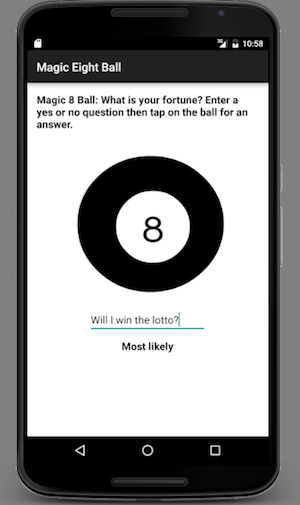 10:58
Magic Eight Ball
Magic 8 Ball: What is your fortune? Enter a
yes or no question then tap on the ball for an
answer.
8
Will I win the lotto?
Most likely